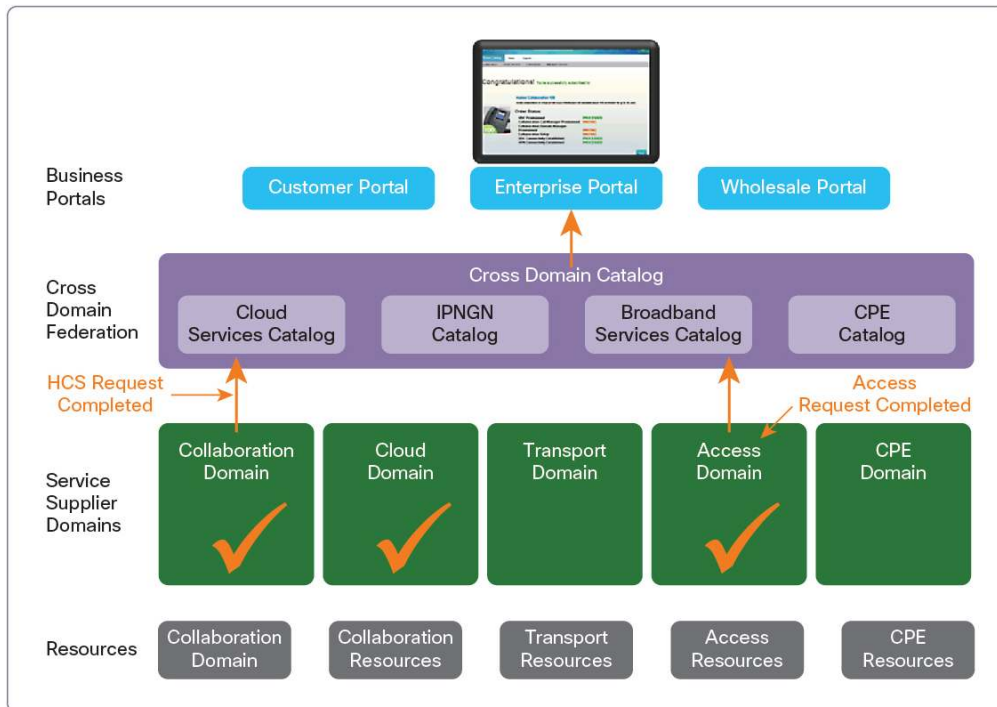 Congratulations!
Order Status
Business
Portals
Customer Portal
Enterprise Portal
Wholesale Portal
Cross
Domain
Federation
Cross Domain Catalog
Cloud
Services Catalog
IPNGN
Catalog
Broadband
Services Catalog
CPE
Catalog
HCS Request
Completed
Access
Request Completed
Service
Supplier
Domains
Collaboration
Domain
Cloud
Domain
Transport
Domain
Access
Domain
CPE
Domain
Resources
Collaboration
Domain
Collaboration
Resources
Transport
Resources
Access
Resources
CPE
Resources